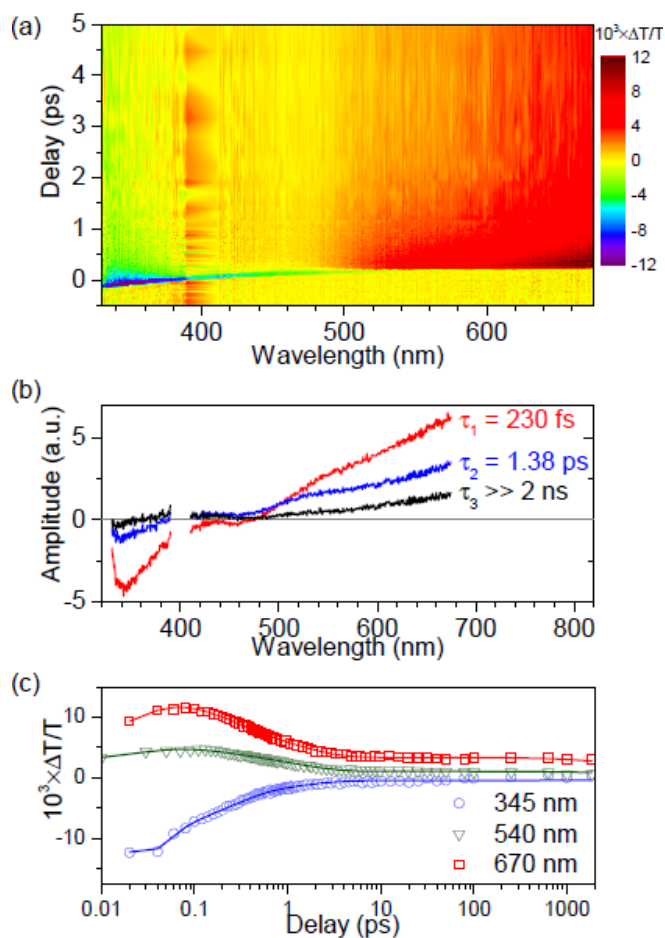 (a)
10³×ΔT/T
5
4
3
2
1
0
Delay (ps)
400 500 600
Wavelength (nm)
12
8
4
0
-4
-8
-12
(b)
5
0
-5
Amplitude (a.u.)
τ₁ = 230 fs
τ₂ = 1.38 ps
τ₃ >> 2 ns
400 500 600 700 800
Wavelength (nm)
(c)
10
0
-10
10³×ΔT/T
345 nm
540 nm
670 nm
0.01 0.1 1 10 100 1000
Delay (ps)